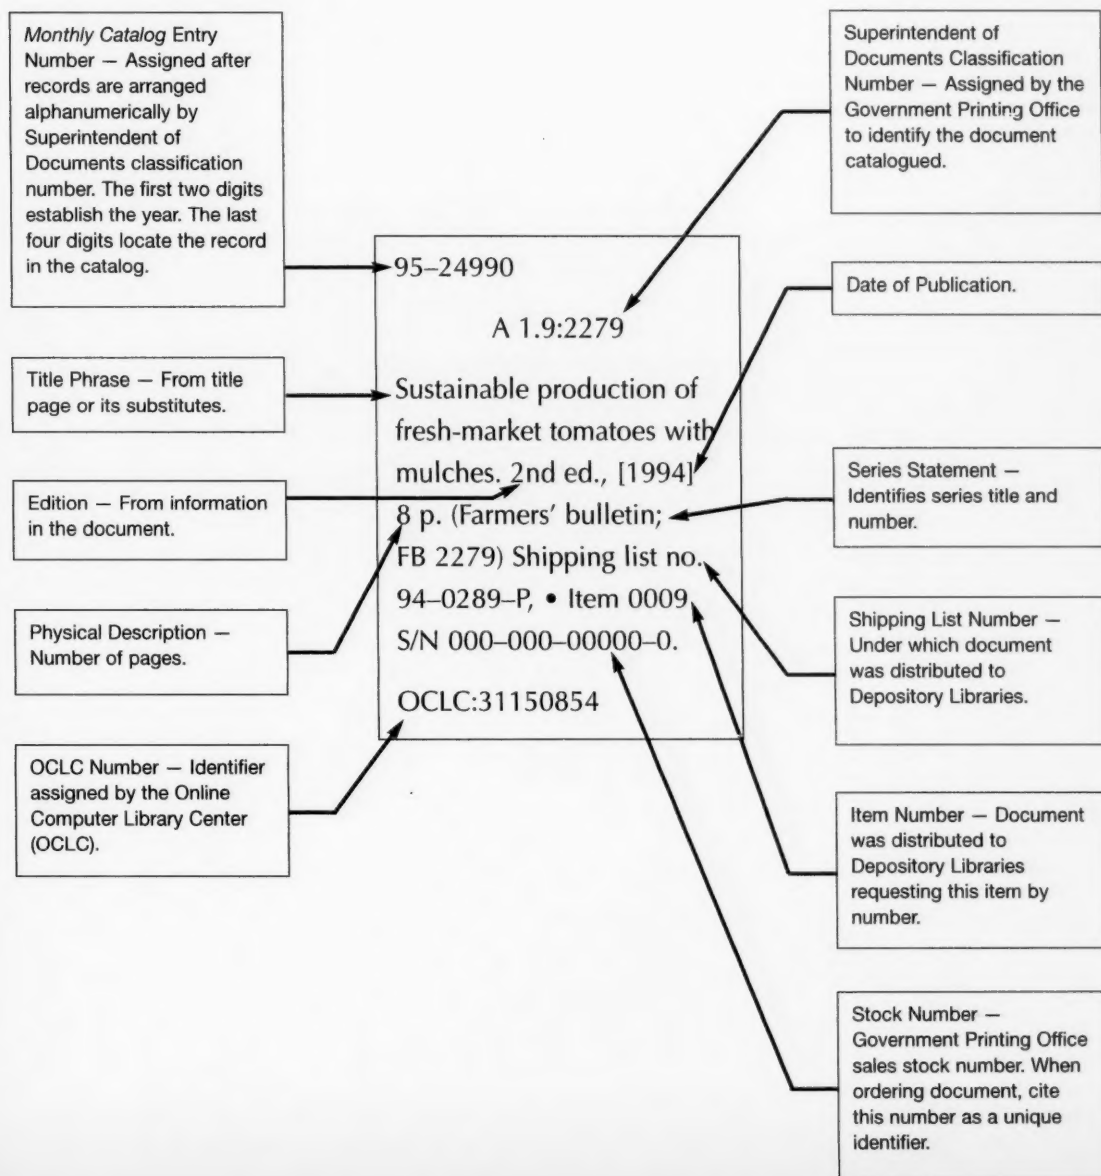 Monthly Catalog Entry
Number — Assigned after
records are arranged
alphanumerically by
Superintendent of
Documents classification
number. The first two digits
establish the year. The last
four digits locate the record
in the catalog.
Title Phrase — From title
page or its substitutes.
Edition — From information
in the document.
Physical Description —
Number of pages.
OCLC Number — Identifier
assigned by the Online
Computer Library Center
(OCLC).
95–24990
A 1.9:2279
Sustainable production of
fresh-market tomatoes with
mulches. 2nd ed., [1994]
8 p. (Farmers' bulletin;
FB 2279) Shipping list no.
94–0289–P, • Item 0009
S/N 000–000–00000–0.
OCLC:31150854
Superintendent of
Documents Classification
Number — Assigned by the
Government Printing Office
to identify the document
catalogued.
Date of Publication.
Series Statement —
Identifies series title and
number.
Shipping List Number —
Under which document
was distributed to
Depository Libraries.
Item Number — Document
was distributed to
Depository Libraries
requesting this item by
number.
Stock Number —
Government Printing Office
sales stock number. When
ordering document, cite
this number as a unique
identifier.